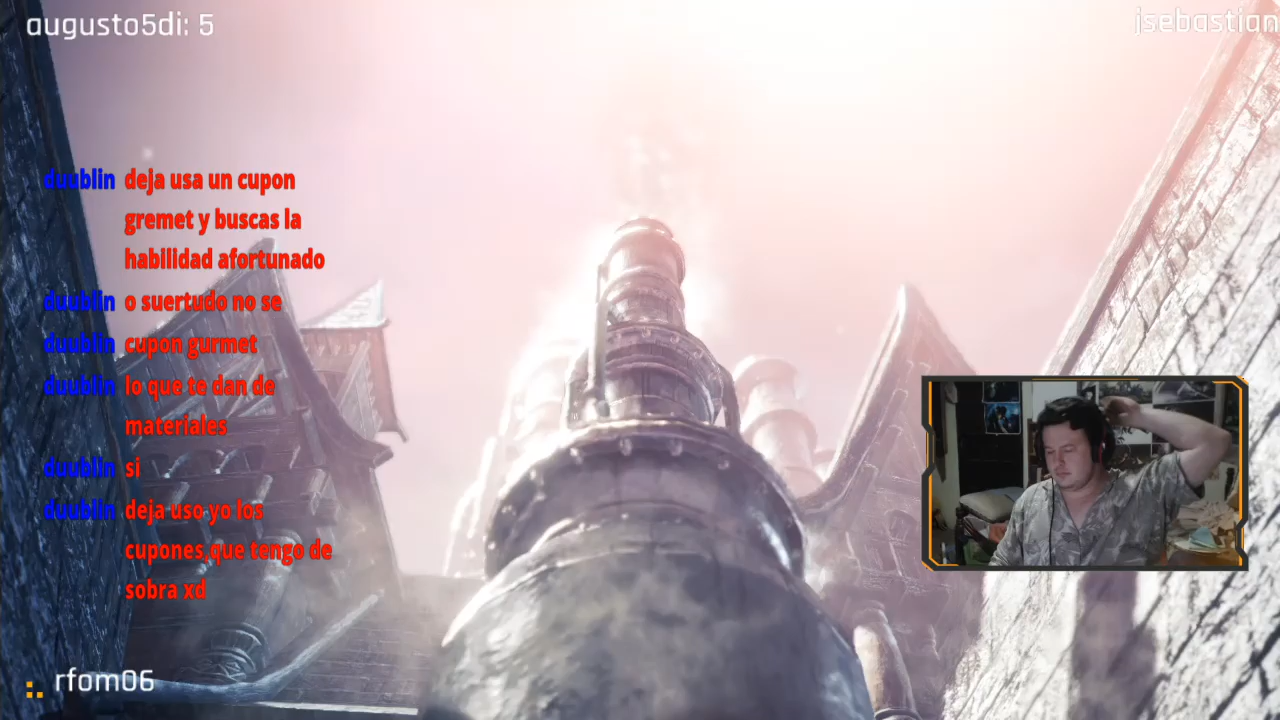 augusto5di: 5
jsebastian
duublin deja usa un cupon
gremet y buscas la
habilidad afortunado
duublin o suertudo no se
duublin cupon gurmet
duublin lo que te dan de
materiales
duublin si
duublin deja uso yo los
cupones,que tengo de
sobra xd
rfom06